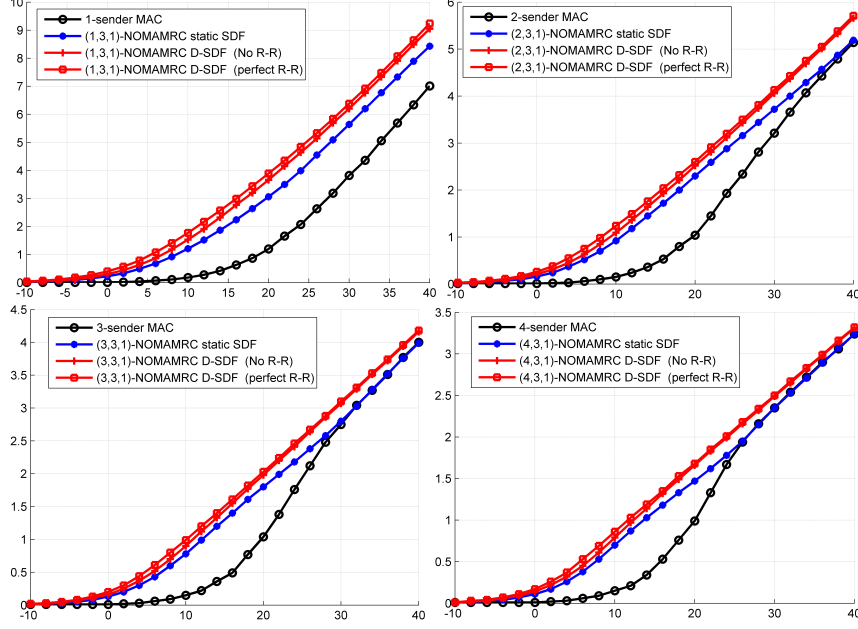 10
9
8
7
6
5
4
3
2
1
0
1-sender MAC
(1,3,1)-NOMAMRC static SDF
(1,3,1)-NOMAMRC D-SDF (No R-R)
(1,3,1)-NOMAMRC D-SDF (perfect R-R)
-10 -5 0 5 10 15 20 25 30 35 40
6
5
4
3
2
1
0
2-sender MAC
(2,3,1)-NOMAMRC static SDF
(2,3,1)-NOMAMRC D-SDF (No R-R)
(2,3,1)-NOMAMRC D-SDF (perfect R-R)
-10 0 10 20 30 40
4.5
4
3.5
3
2.5
2
1.5
1
0.5
0
3-sender MAC
(3,3,1)-NOMAMRC static SDF
(3,3,1)-NOMAMRC D-SDF (No R-R)
(3,3,1)-NOMAMRC D-SDF (perfect R-R)
-10 0 10 20 30 40
3.5
3
2.5
2
1.5
1
0.5
0
4-sender MAC
(4,3,1)-NOMAMRC static SDF
(4,3,1)-NOMAMRC D-SDF (No R-R)
(4,3,1)-NOMAMRC D-SDF (perfect R-R)
-10 0 10 20 30 40